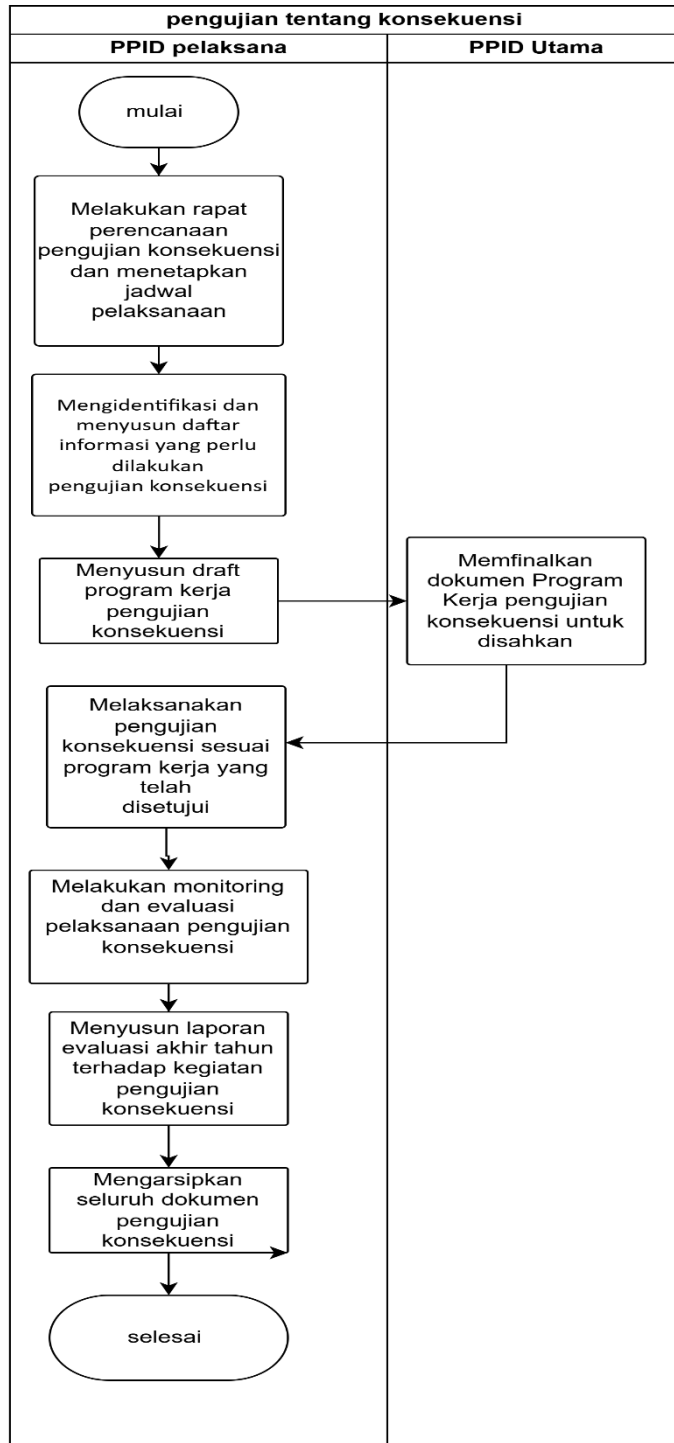 pengujian tentang konsekuensi
PPID pelaksana
PPID Utama
mulai
Melakukan rapat
perencanaan
pengujian konsekuensi
dan menetapkan
jadwal
pelaksanaan
Mengidentifikasi dan
menyusun daftar
informasi yang perlu
dilakukan
pengujian konsekuensi
Menyusun draft
program kerja
pengujian
konsekuensi
Memfinalkan
dokumen Program
Kerja pengujian
konsekuensi untuk
disahkan
Melaksanakan
pengujian
konsekuensi sesuai
program kerja yang
telah
disetujui
Melakukan monitoring
dan evaluasi
pelaksanaan pengujian
konsekuensi
Menyusun laporan
evaluasi akhir tahun
terhadap kegiatan
pengujian
konsekuensi
Mengarsipkan
seluruh dokumen
pengujian
konsekuensi
selesai